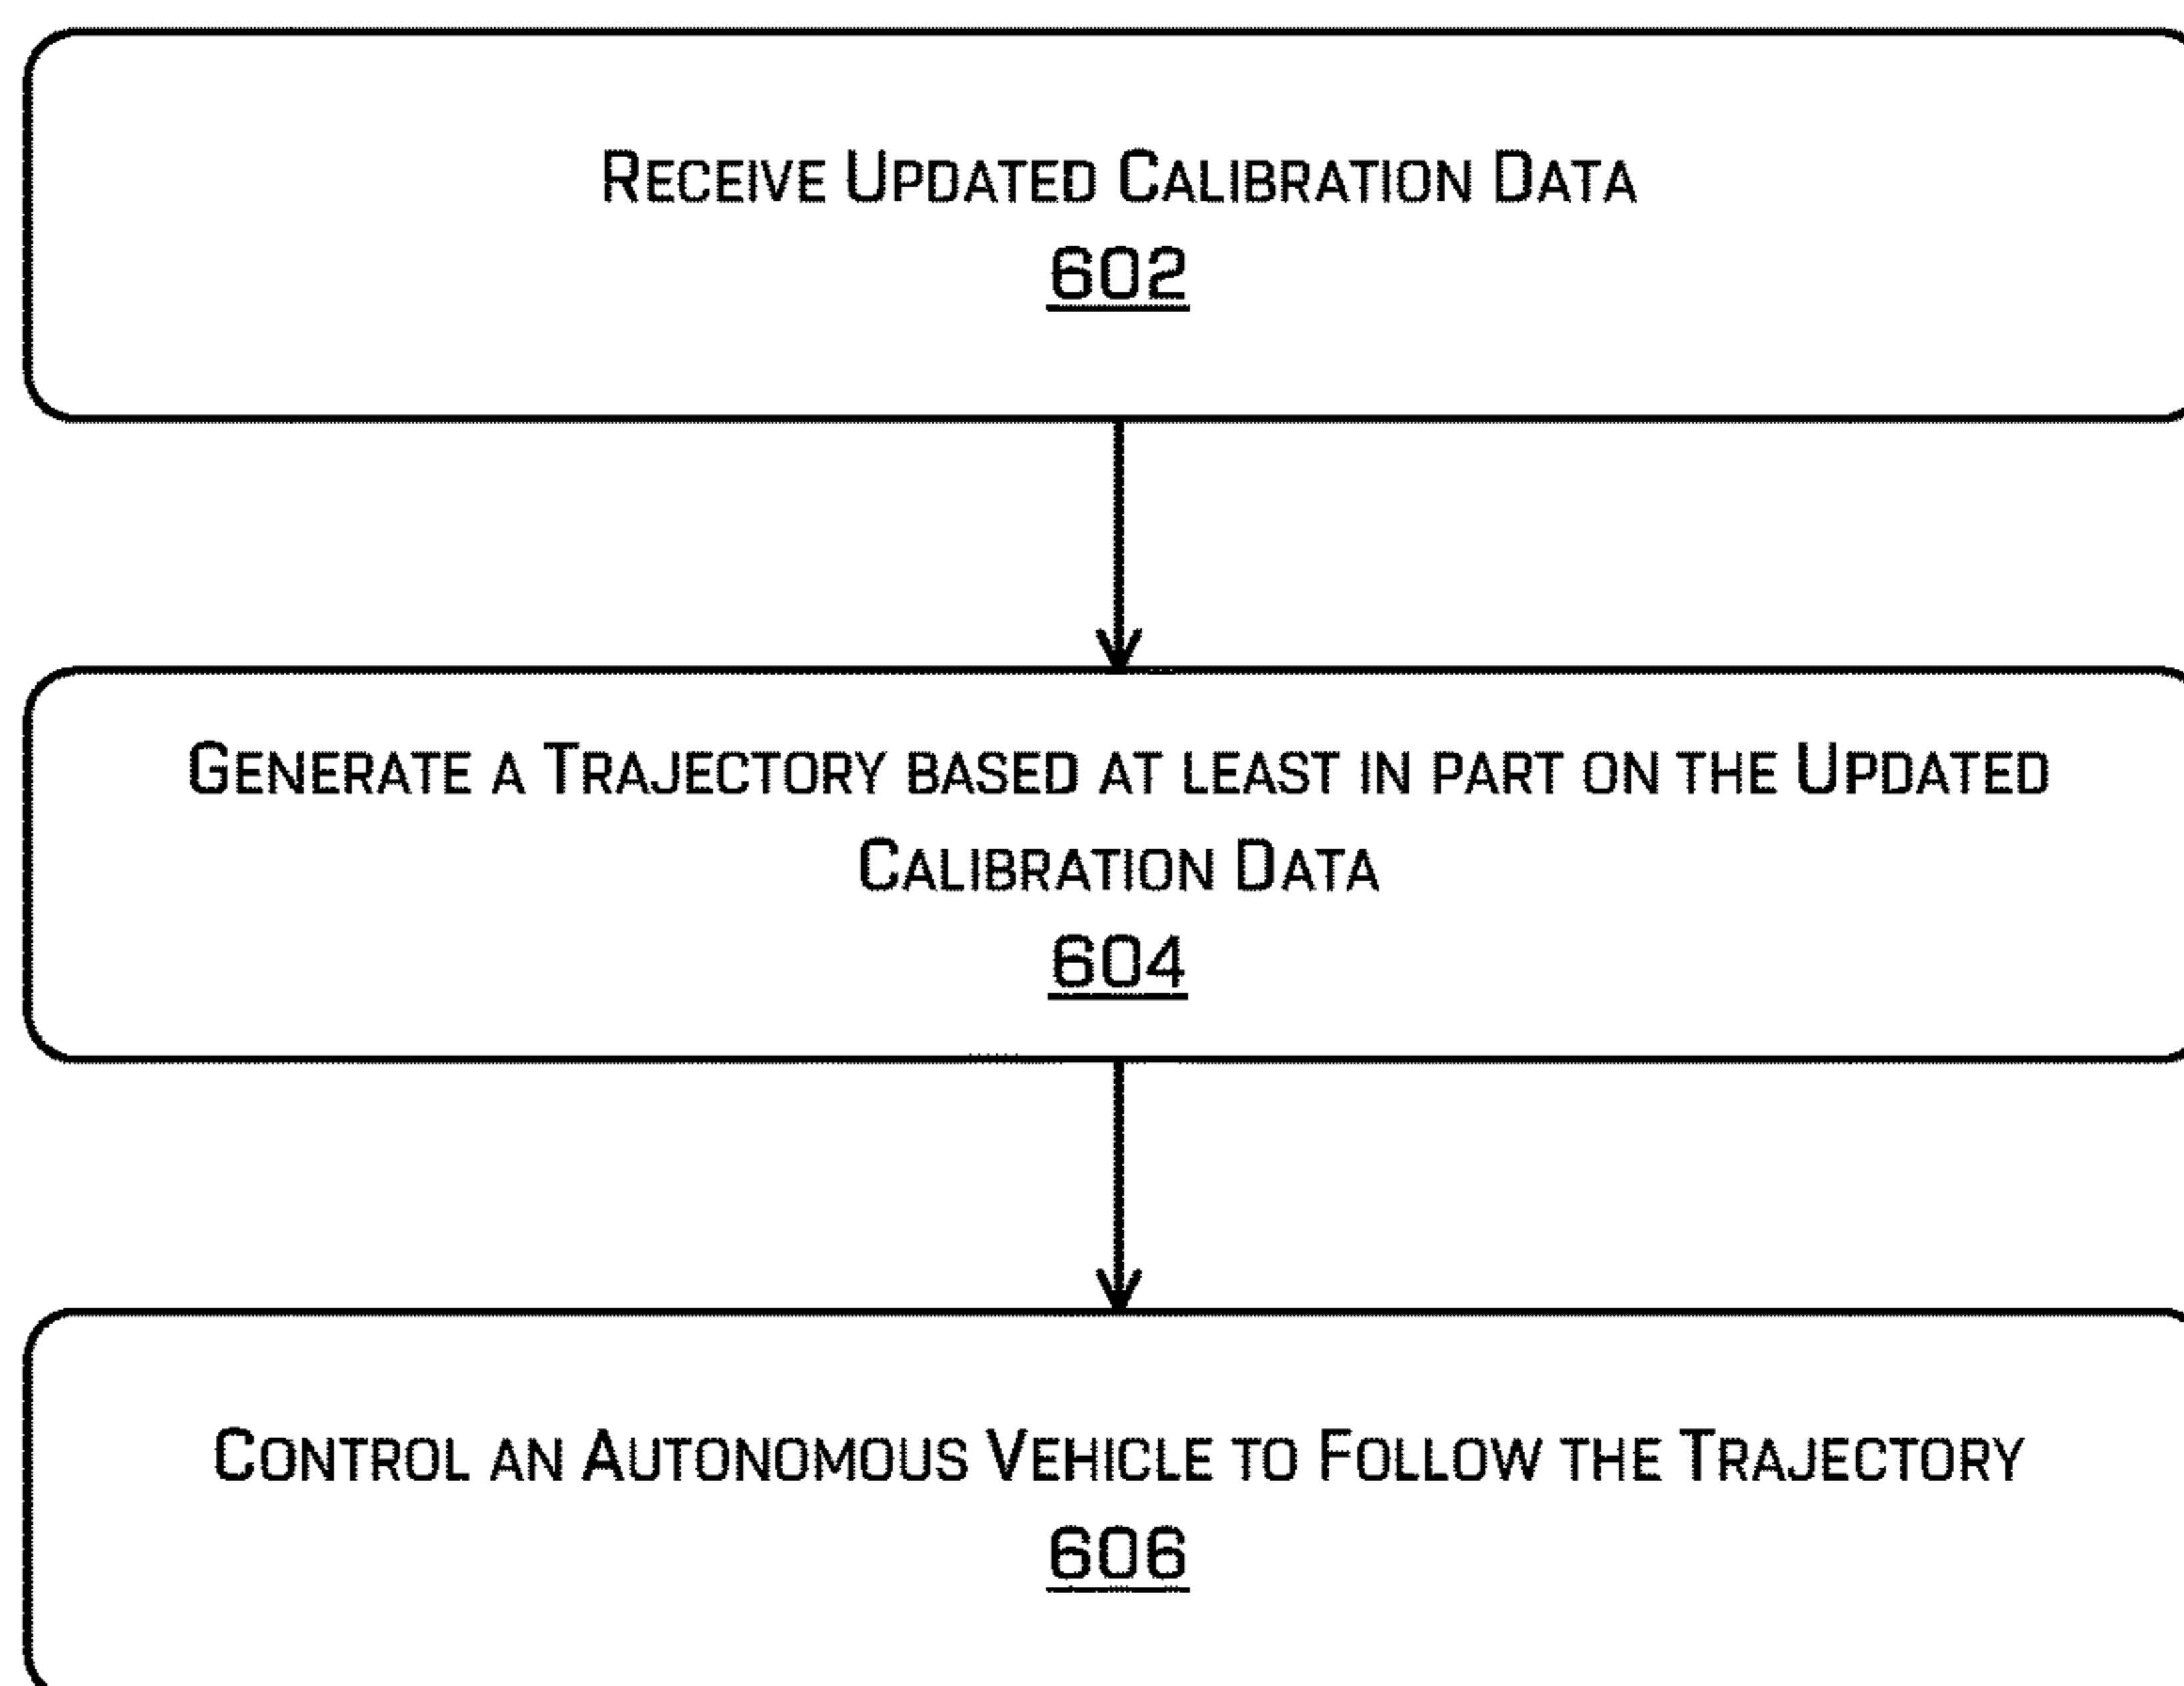 Receive Updated Calibration Data
602
Generate a Trajectory based at least in part on the Updated
Calibration Data
604
Control an Autonomous Vehicle to Follow the Trajectory
606